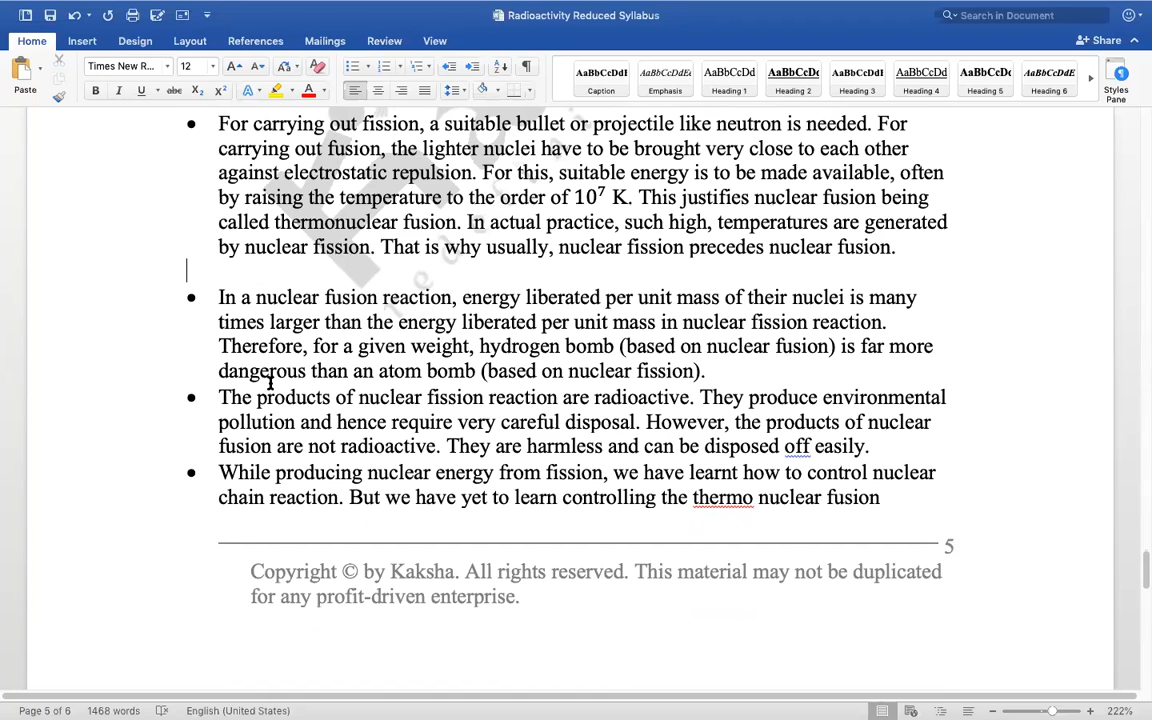 Radioactivity Reduced Syllabus
Search in Document
Home Insert Design Layout References Mailings Review View
Share
Paste
Times New R... 12
AaBbCcDdI AaBbCcDdEe AaBbCcDd AaBbCcDc AaBbCcDdI AaBbCcDd AaBbCcDd AaBbCcDdE
Caption Emphasis Heading 1 Heading 2 Heading 3 Heading 4 Heading 5 Heading 6
Styles
Pane
• For carrying out fission, a suitable bullet or projectile like neutron is needed. For
carrying out fusion, the lighter nuclei have to be brought very close to each other
against electrostatic repulsion. For this, suitable energy is to be made available, often
by raising the temperature to the order of 10⁷ K. This justifies nuclear fusion being
called thermonuclear fusion. In actual practice, such high, temperatures are generated
by nuclear fission. That is why usually, nuclear fission precedes nuclear fusion.
• In a nuclear fusion reaction, energy liberated per unit mass of their nuclei is many
times larger than the energy liberated per unit mass in nuclear fission reaction.
Therefore, for a given weight, hydrogen bomb (based on nuclear fusion) is far more
dangerous than an atom bomb (based on nuclear fission).
• The products of nuclear fission reaction are radioactive. They produce environmental
pollution and hence require very careful disposal. However, the products of nuclear
fusion are not radioactive. They are harmless and can be disposed off easily.
• While producing nuclear energy from fission, we have learnt how to control nuclear
chain reaction. But we have yet to learn controlling the thermo nuclear fusion
5
Copyright © by Kaksha. All rights reserved. This material may not be duplicated
for any profit-driven enterprise.
Page 5 of 6 1468 words English (United States) 222%